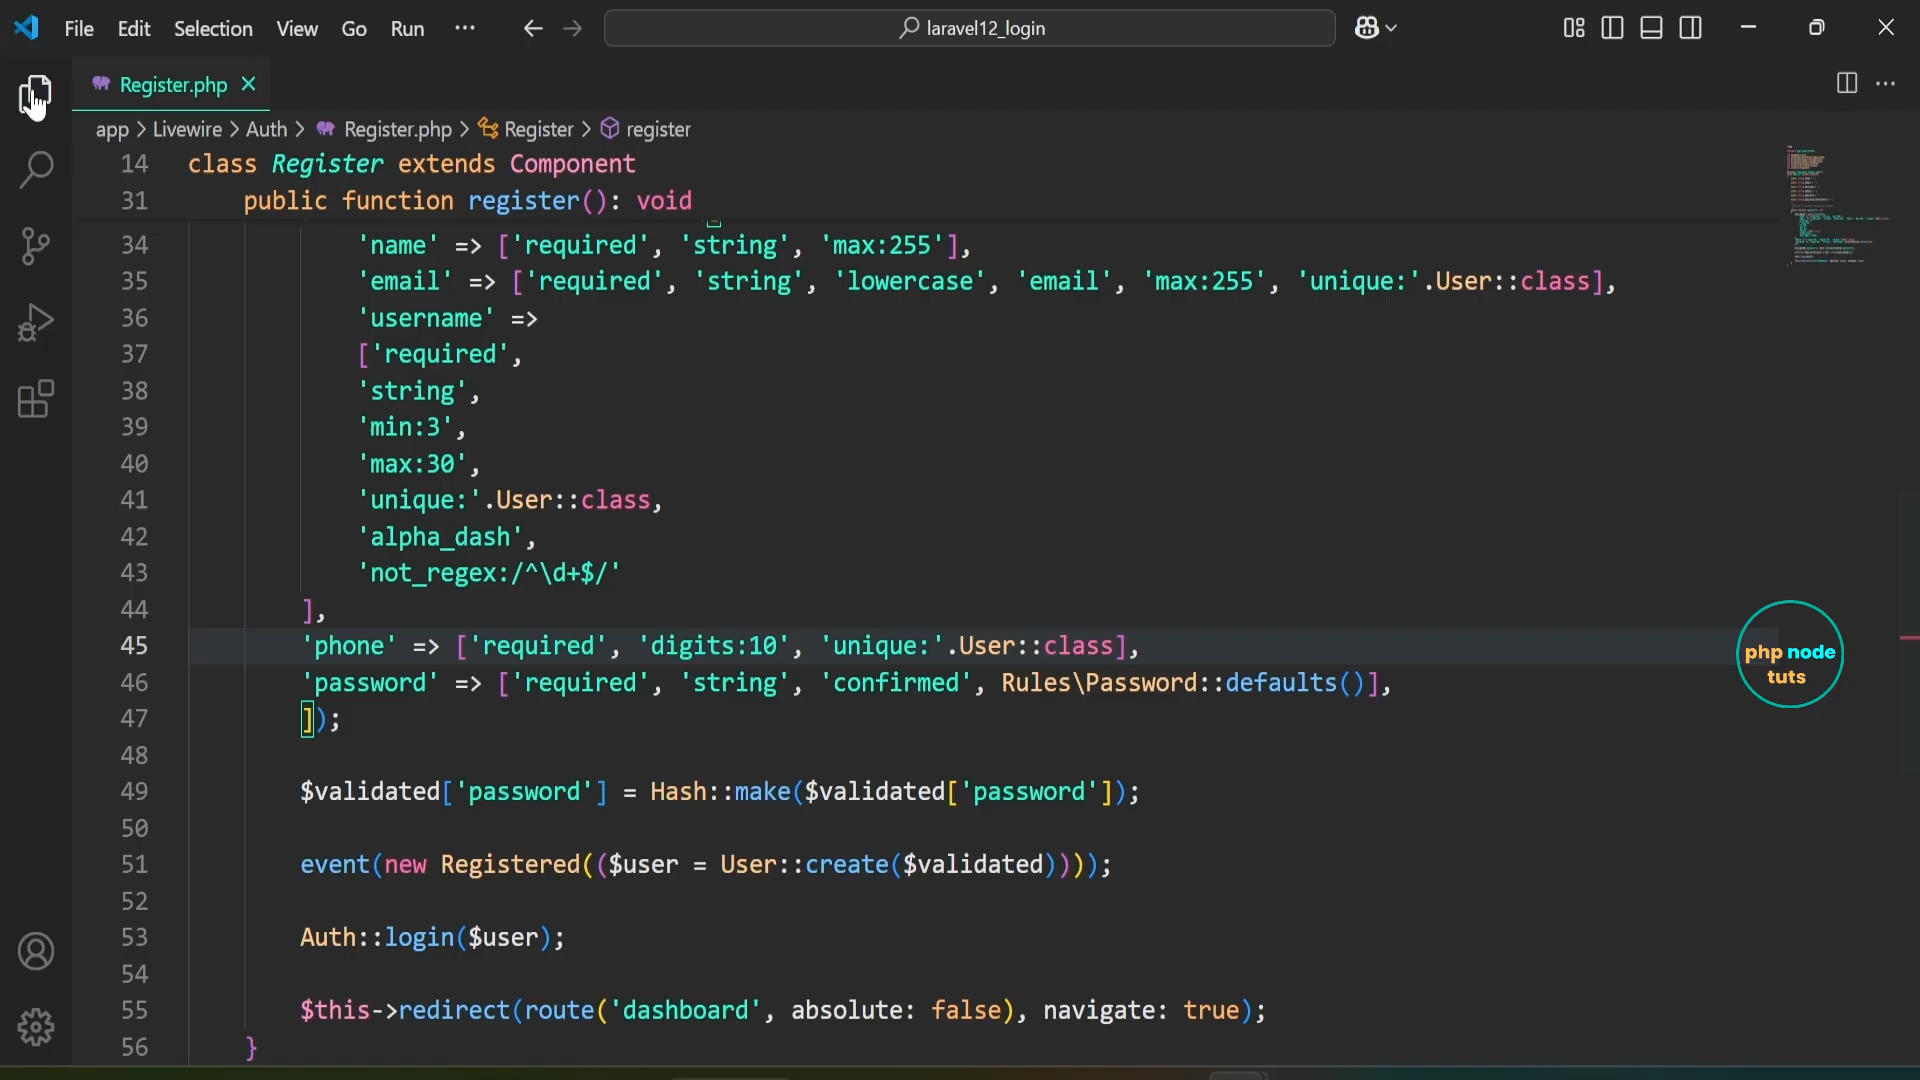 File Edit Selection View Go Run ··· laravel12_login
Register.php
app > Livewire > Auth > Register.php > Register > register
14 class Register extends Component
31 public function register(): void
34 'name' => ['required', 'string', 'max:255'],
35 'email' => ['required', 'string', 'lowercase', 'email', 'max:255', 'unique:'.User::class],
36 'username' =>
37 ['required',
38 'string',
39 'min:3',
40 'max:30',
41 'unique:'.User::class,
42 'alpha_dash',
43 'not_regex:/^\d+$/'
44 ],
45 'phone' => ['required', 'digits:10', 'unique:'.User::class],
46 'password' => ['required', 'string', 'confirmed', Rules\Password::defaults()],
47 ]);
48
49 $validated['password'] = Hash::make($validated['password']);
50
51 event(new Registered(($user = User::create($validated))));
52
53 Auth::login($user);
54
55 $this->redirect(route('dashboard', absolute: false), navigate: true);
56 }
php node
tuts